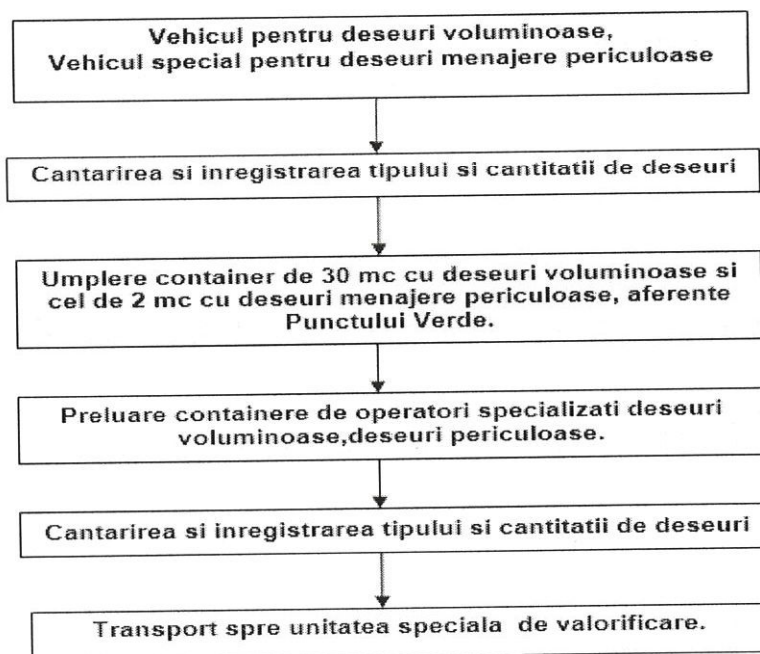 Vehicul pentru deseuri voluminoase,
Vehicul special pentru deseuri menajere periculoase
Cantarirea si inregistrarea tipului si cantitatii de deseuri
Umplere container de 30 mc cu deseuri voluminoase si
cel de 2 mc cu deseuri menajere periculoase, aferente
Punctului Verde.
Preluare containere de operatori specializati deseuri
voluminoase,deseuri periculoase.
Cantarirea si inregistrarea tipului si cantitatii de deseuri
Transport spre unitatea speciala de valorificare.